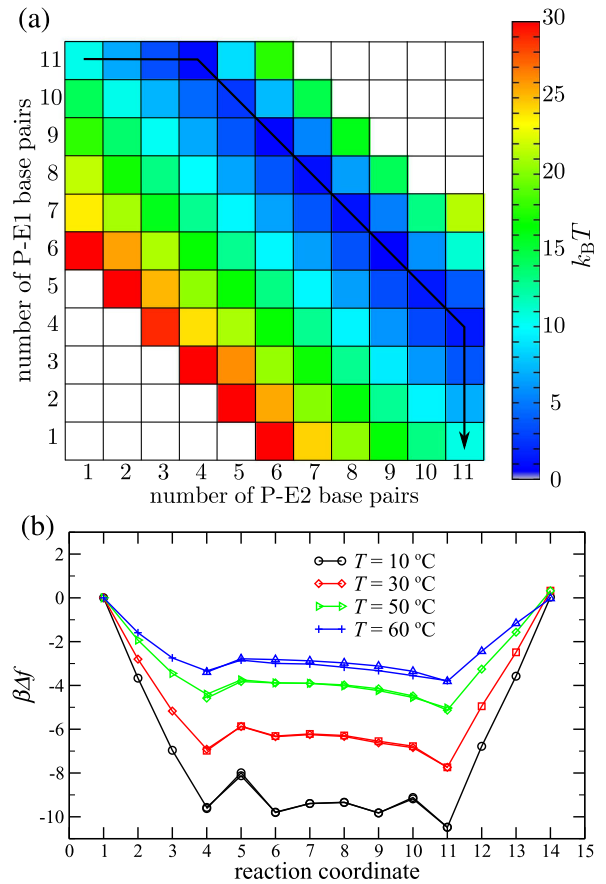 (a)
30
11
10
9
8
7
6
5
4
3
2
1
number of P-E1 base pairs
25
20
15
10
5
0
k_BT
1 2 3 4 5 6 7 8 9 10 11
number of P-E2 base pairs
(b)
2
0
-2
-4
-6
-8
-10
βΔf
T = 10 ºC
T = 30 ºC
T = 50 ºC
T = 60 ºC
0 1 2 3 4 5 6 7 8 9 10 11 12 13 14 15
reaction coordinate